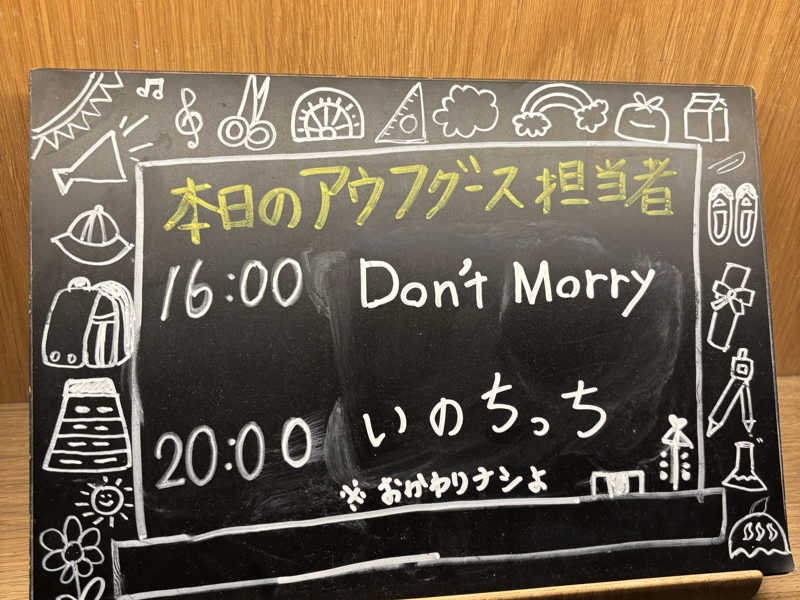 本日のアウフグース担当者
16:00 Don't Morry
20:00 いのちっち
※おかわりナシよ